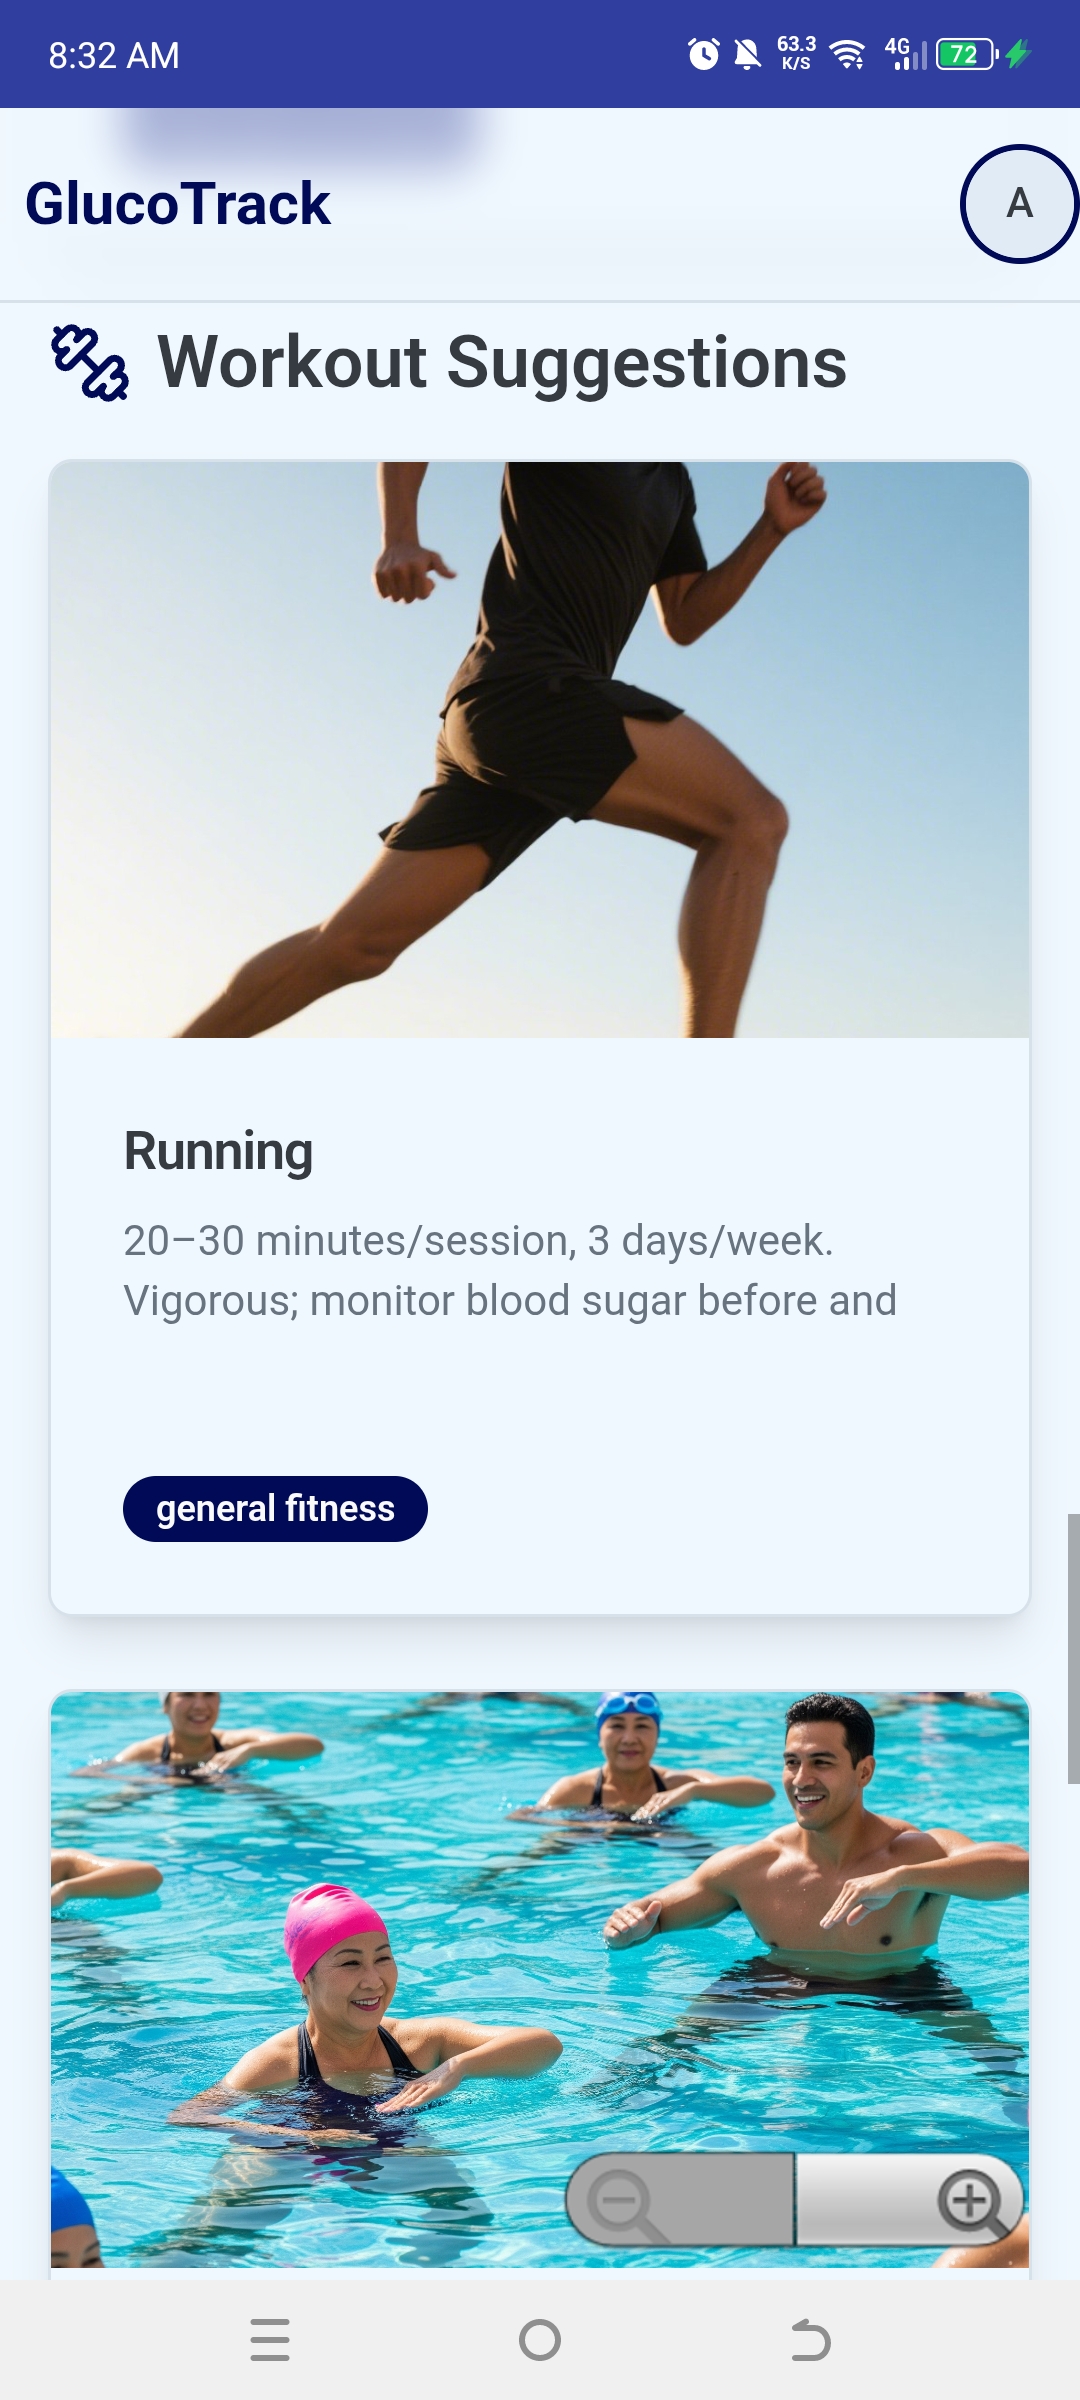 8:32 AM
63.3
K/S
4G
72
GlucoTrack
A
Workout Suggestions
Running
20–30 minutes/session, 3 days/week.
Vigorous; monitor blood sugar before and
general fitness